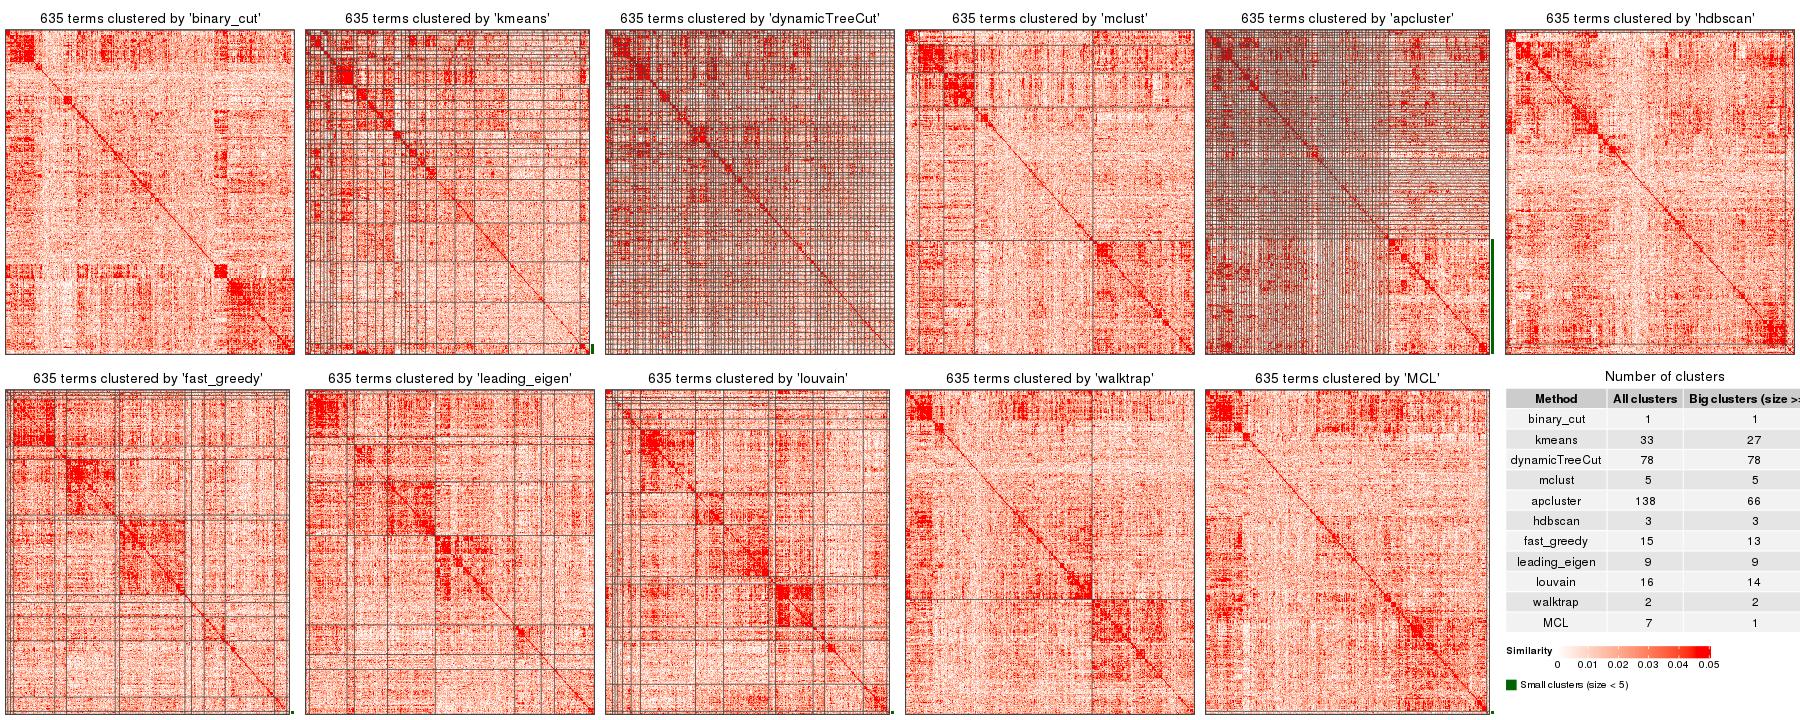 635 terms clustered by 'binary_cut'
635 terms clustered by 'kmeans'
635 terms clustered by 'dynamicTreeCut'
635 terms clustered by 'mclust'
635 terms clustered by 'apcluster'
635 terms clustered by 'hdbscan'
635 terms clustered by 'fast_greedy'
635 terms clustered by 'leading_eigen'
635 terms clustered by 'louvain'
635 terms clustered by 'walktrap'
635 terms clustered by 'MCL'
Number of clusters
Method All clusters Big clusters (size >=
binary_cut 1 1
kmeans 33 27
dynamicTreeCut 78 78
mclust 5 5
apcluster 138 66
hdbscan 3 3
fast_greedy 15 13
leading_eigen 9 9
louvain 16 14
walktrap 2 2
MCL 7 1
Similarity
0 0.01 0.02 0.03 0.04 0.05
Small clusters (size < 5)